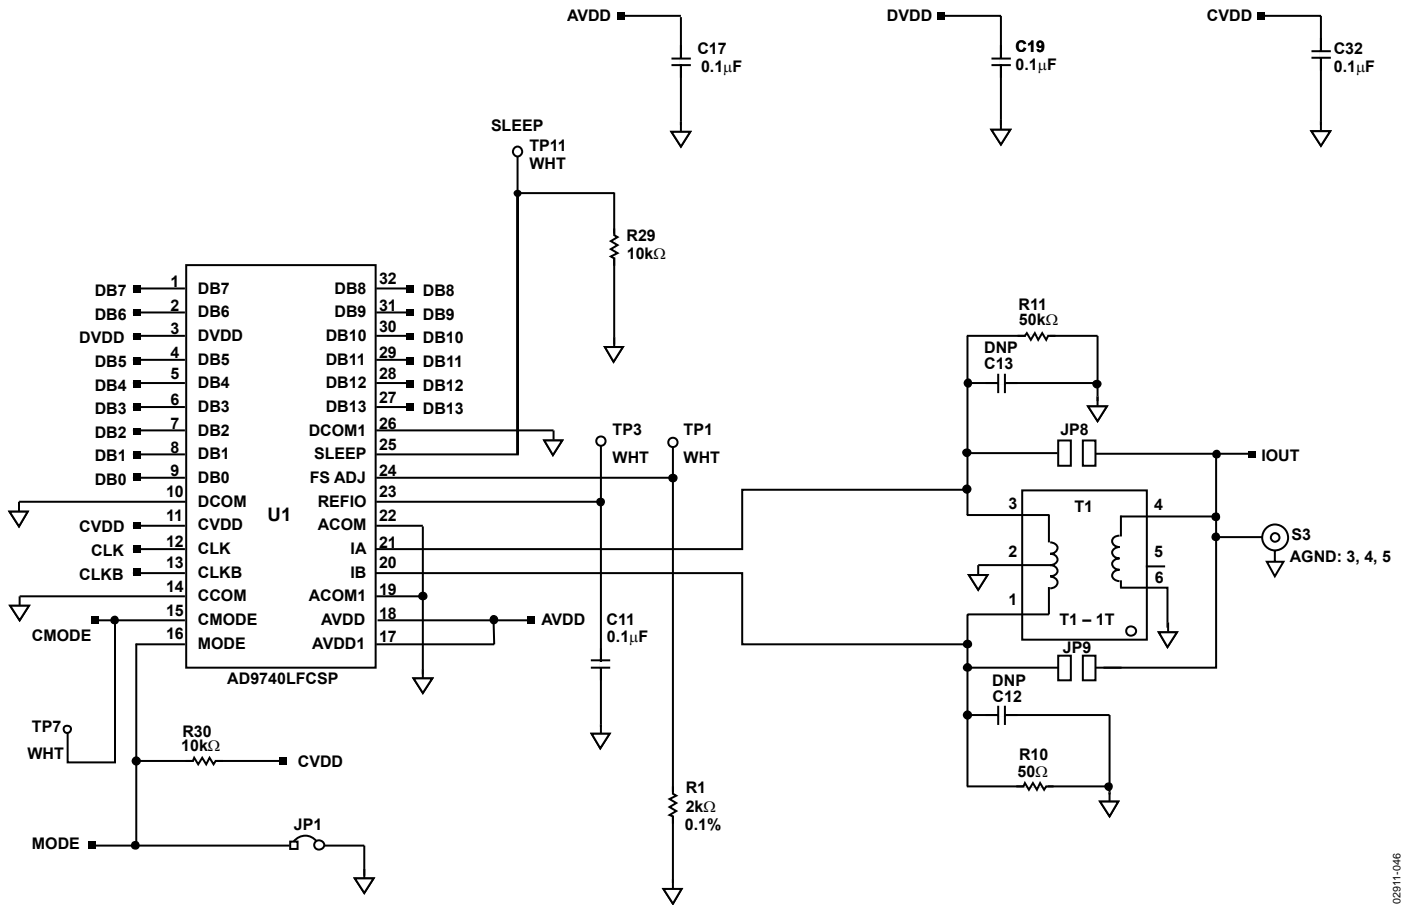 AVDD
C17
0.1µF
DVDD
C19
0.1µF
CVDD
C32
0.1µF
SLEEP
TP11
WHT
R29
10kΩ
DB7 1 DB7 DB8 32 DB8
DB6 2 DB6 DB9 31 DB9
DVDD 3 DVDD DB10 30 DB10
DB5 4 DB5 DB11 29 DB11
DB4 5 DB4 DB12 28 DB12
DB3 6 DB3 DB13 27 DB13
DB2 7 DB2 DCOM1 26
DB1 8 DB1 SLEEP 25
DB0 9 DB0 FS ADJ 24
10 DCOM REFIO 23
U1
CVDD 11 CVDD ACOM 22
CLK 12 CLK IA 21
CLKB 13 CLKB IB 20
14 CCOM ACOM1 19
CMODE 15 CMODE AVDD 18 AVDD
16 MODE AVDD1 17
AD9740LFCSP
TP3
WHT
TP1
WHT
C11
0.1µF
R1
2kΩ
0.1%
TP7
WHT
R30
10kΩ
CVDD
MODE
JP1
R11
50kΩ
DNP
C13
JP8
IOUT
3 T1 4
2 5
6
1
T1 – 1T
S3
AGND: 3, 4, 5
JP9
DNP
C12
R10
50Ω
02911-046